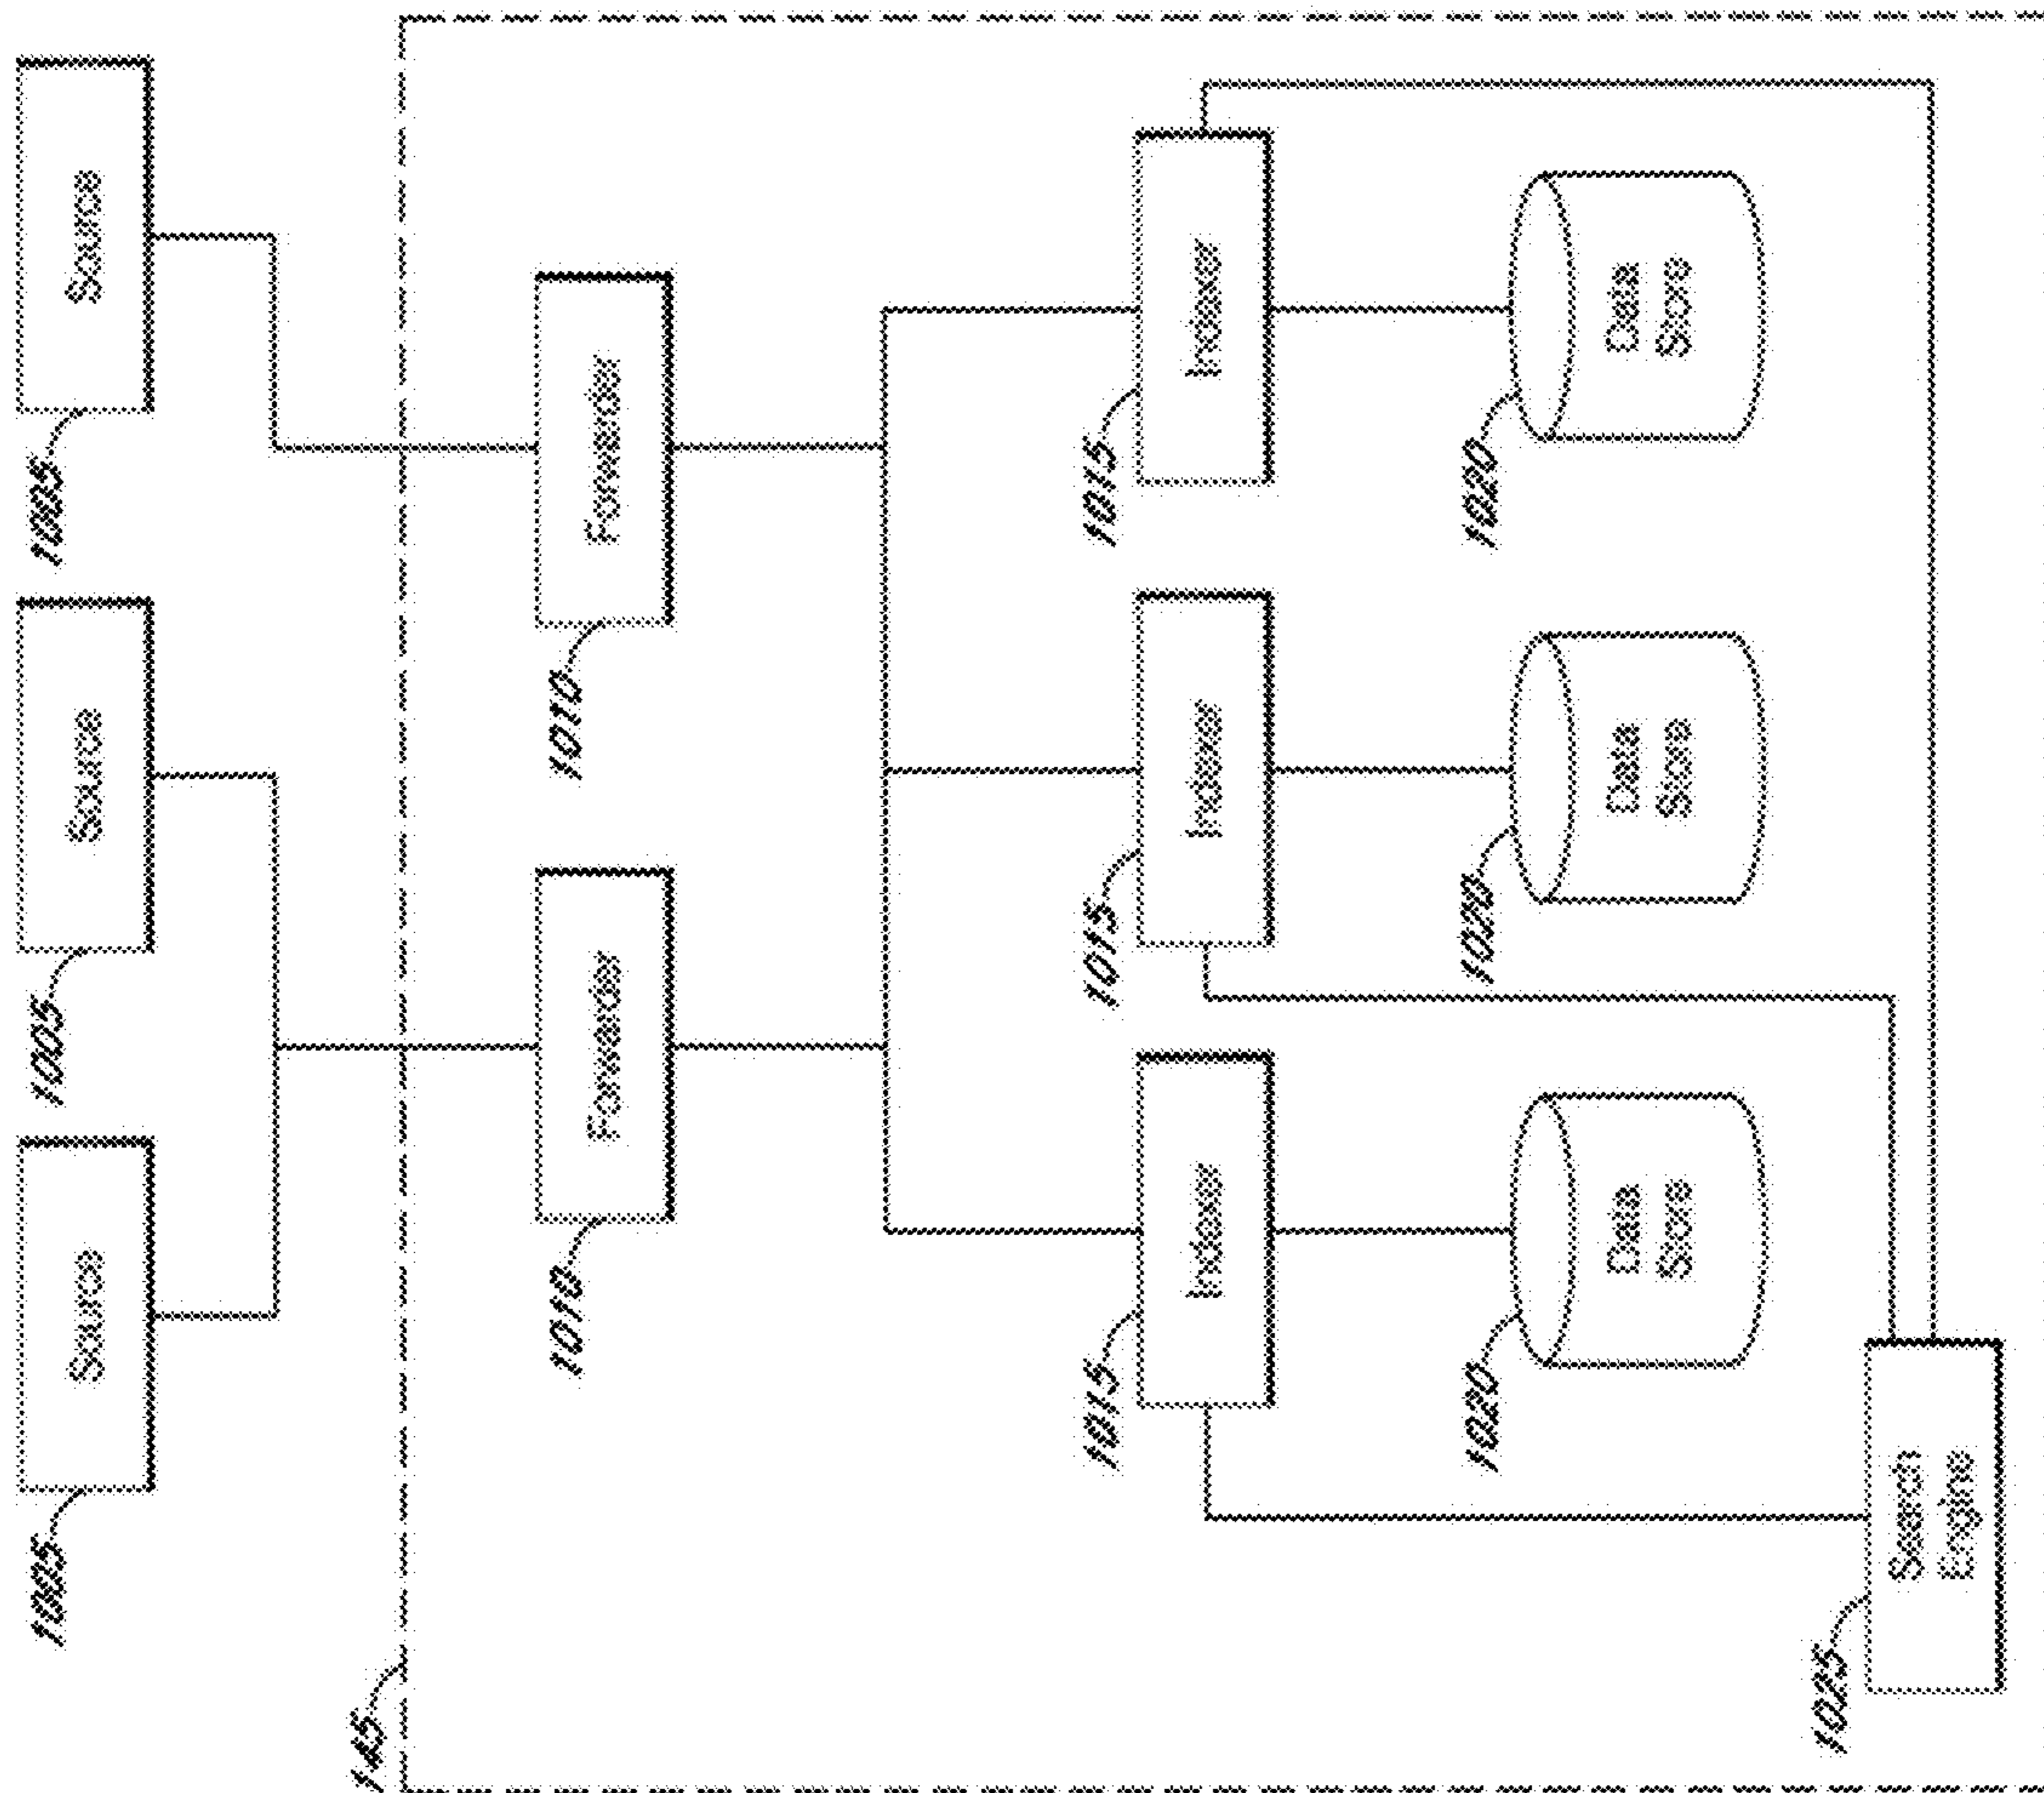 1005
Source
1005
Source
1005
Source
145
1010
Forwarder
1010
Forwarder
1015
Indexer
1015
Indexer
1015
Indexer
1020
Data
Store
1020
Data
Store
1020
Data
Store
1025
Search
Engine